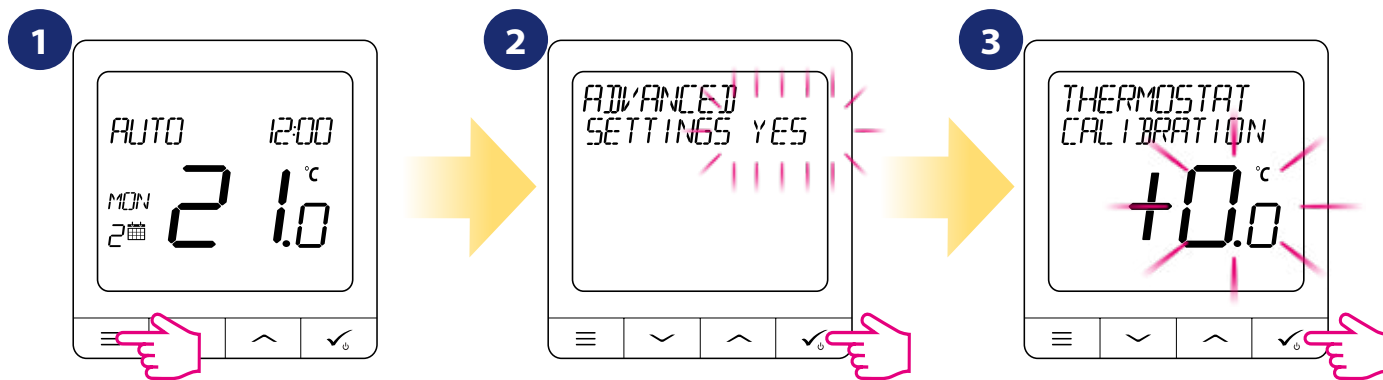 1
AUTO 12:00
MON
2
21.0 °C
2
ADVANCED
SETTINGS YES
3
THERMOSTAT
CALIBRATION
+0.0 °C